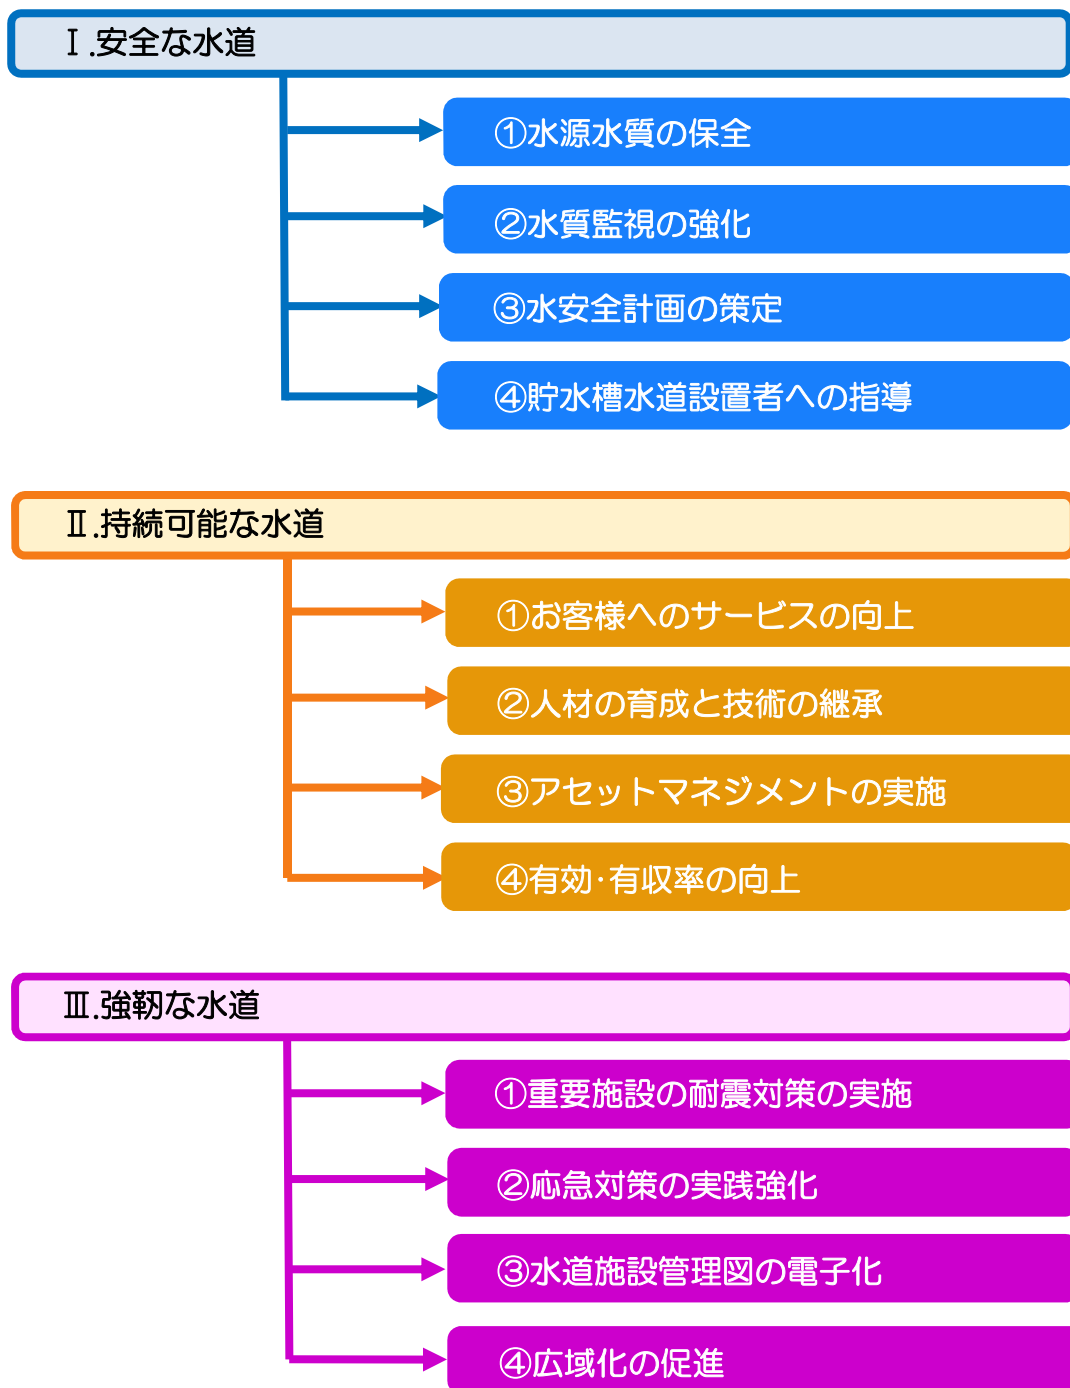 Ⅰ.安全な水道
①水源水質の保全
②水質監視の強化
③水安全計画の策定
④貯水槽水道設置者への指導
Ⅱ.持続可能な水道
①お客様へのサービスの向上
②人材の育成と技術の継承
③アセットマネジメントの実施
④有効・有収率の向上
Ⅲ.強靭な水道
①重要施設の耐震対策の実施
②応急対策の実践強化
③水道施設管理図の電子化
④広域化の促進